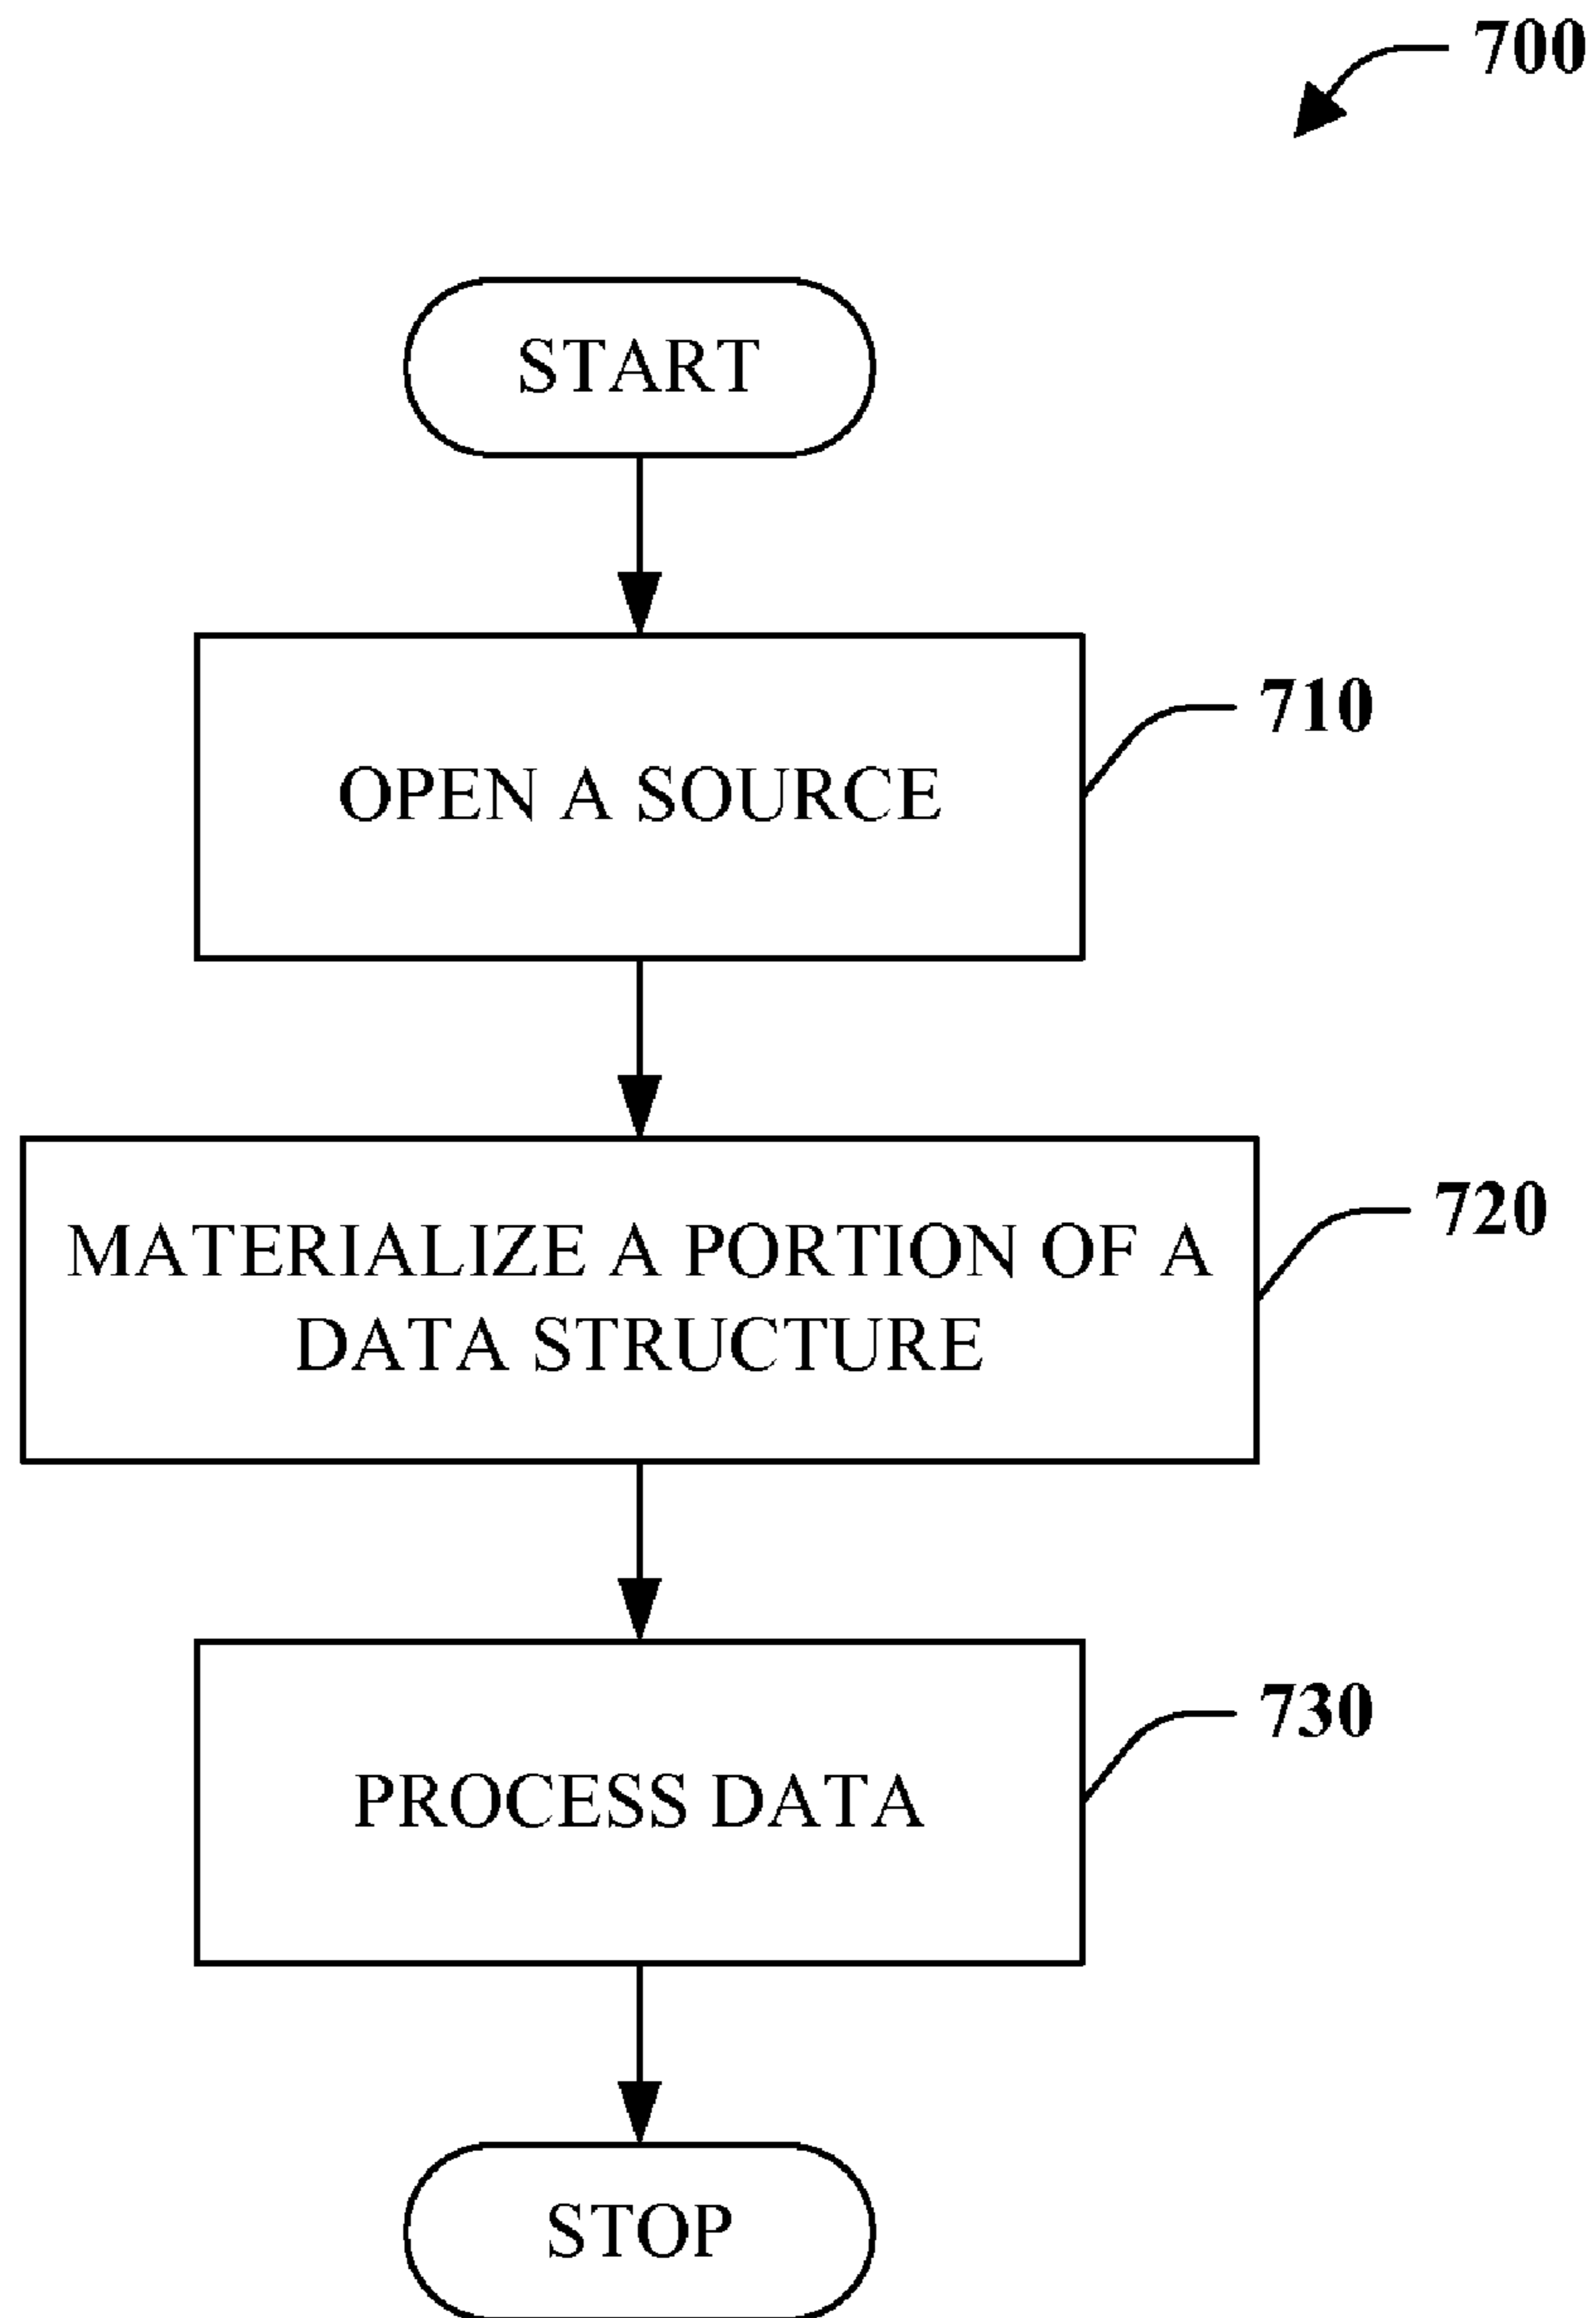 700
START
OPEN A SOURCE
710
MATERIALIZE A PORTION OF A
DATA STRUCTURE
720
PROCESS DATA
730
STOP